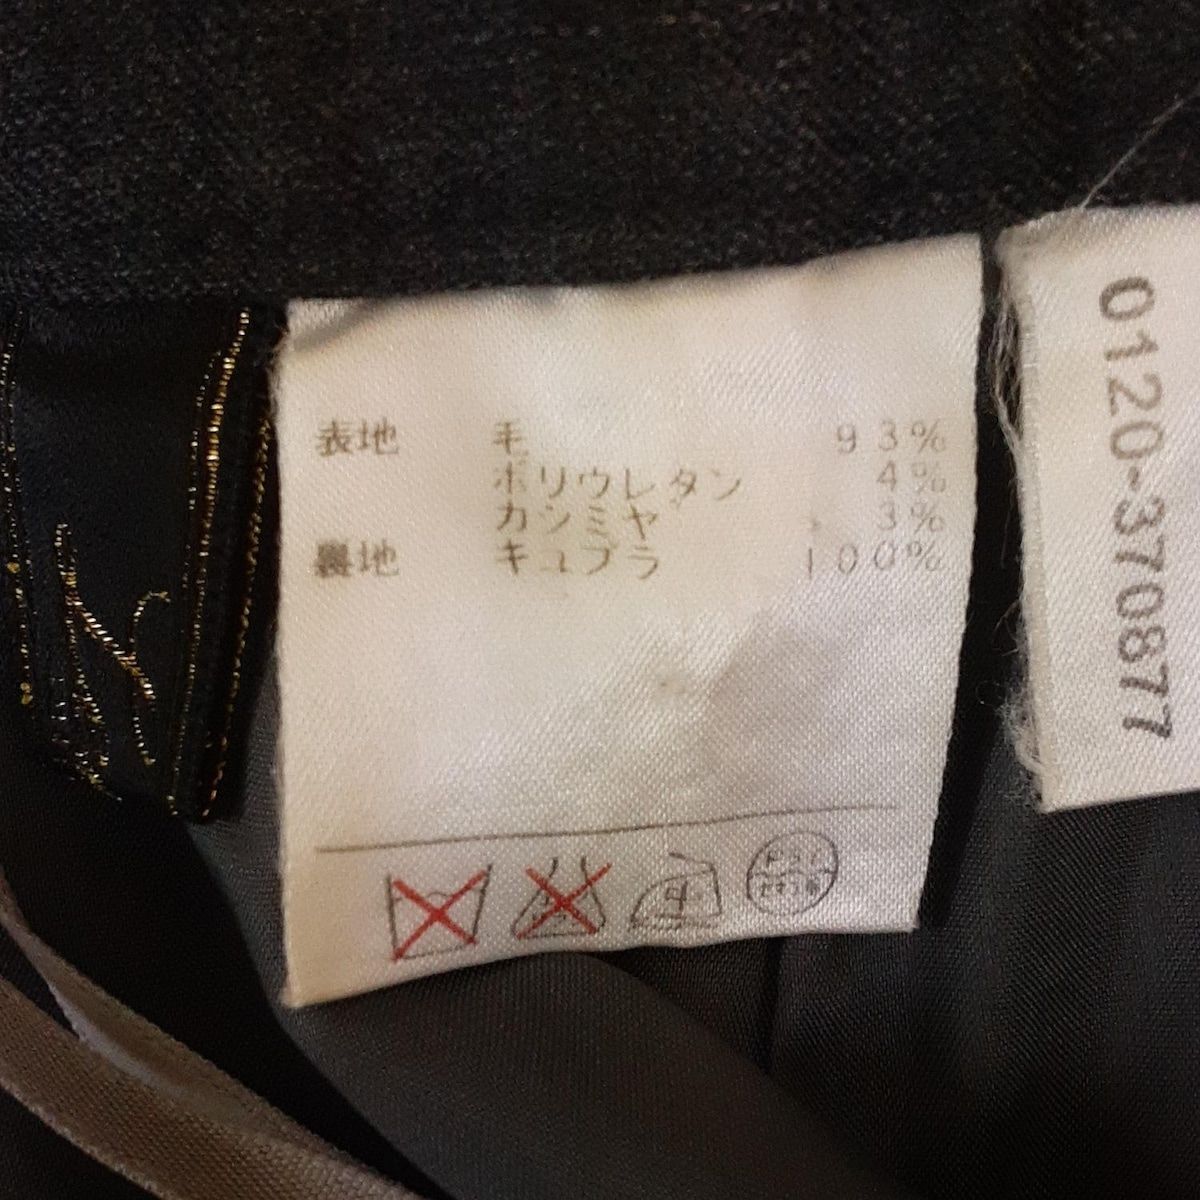 表地 毛 93%
ポリウレタン 4%
カシミヤ 3%
裏地 キュプラ 100%
中
0120-370877